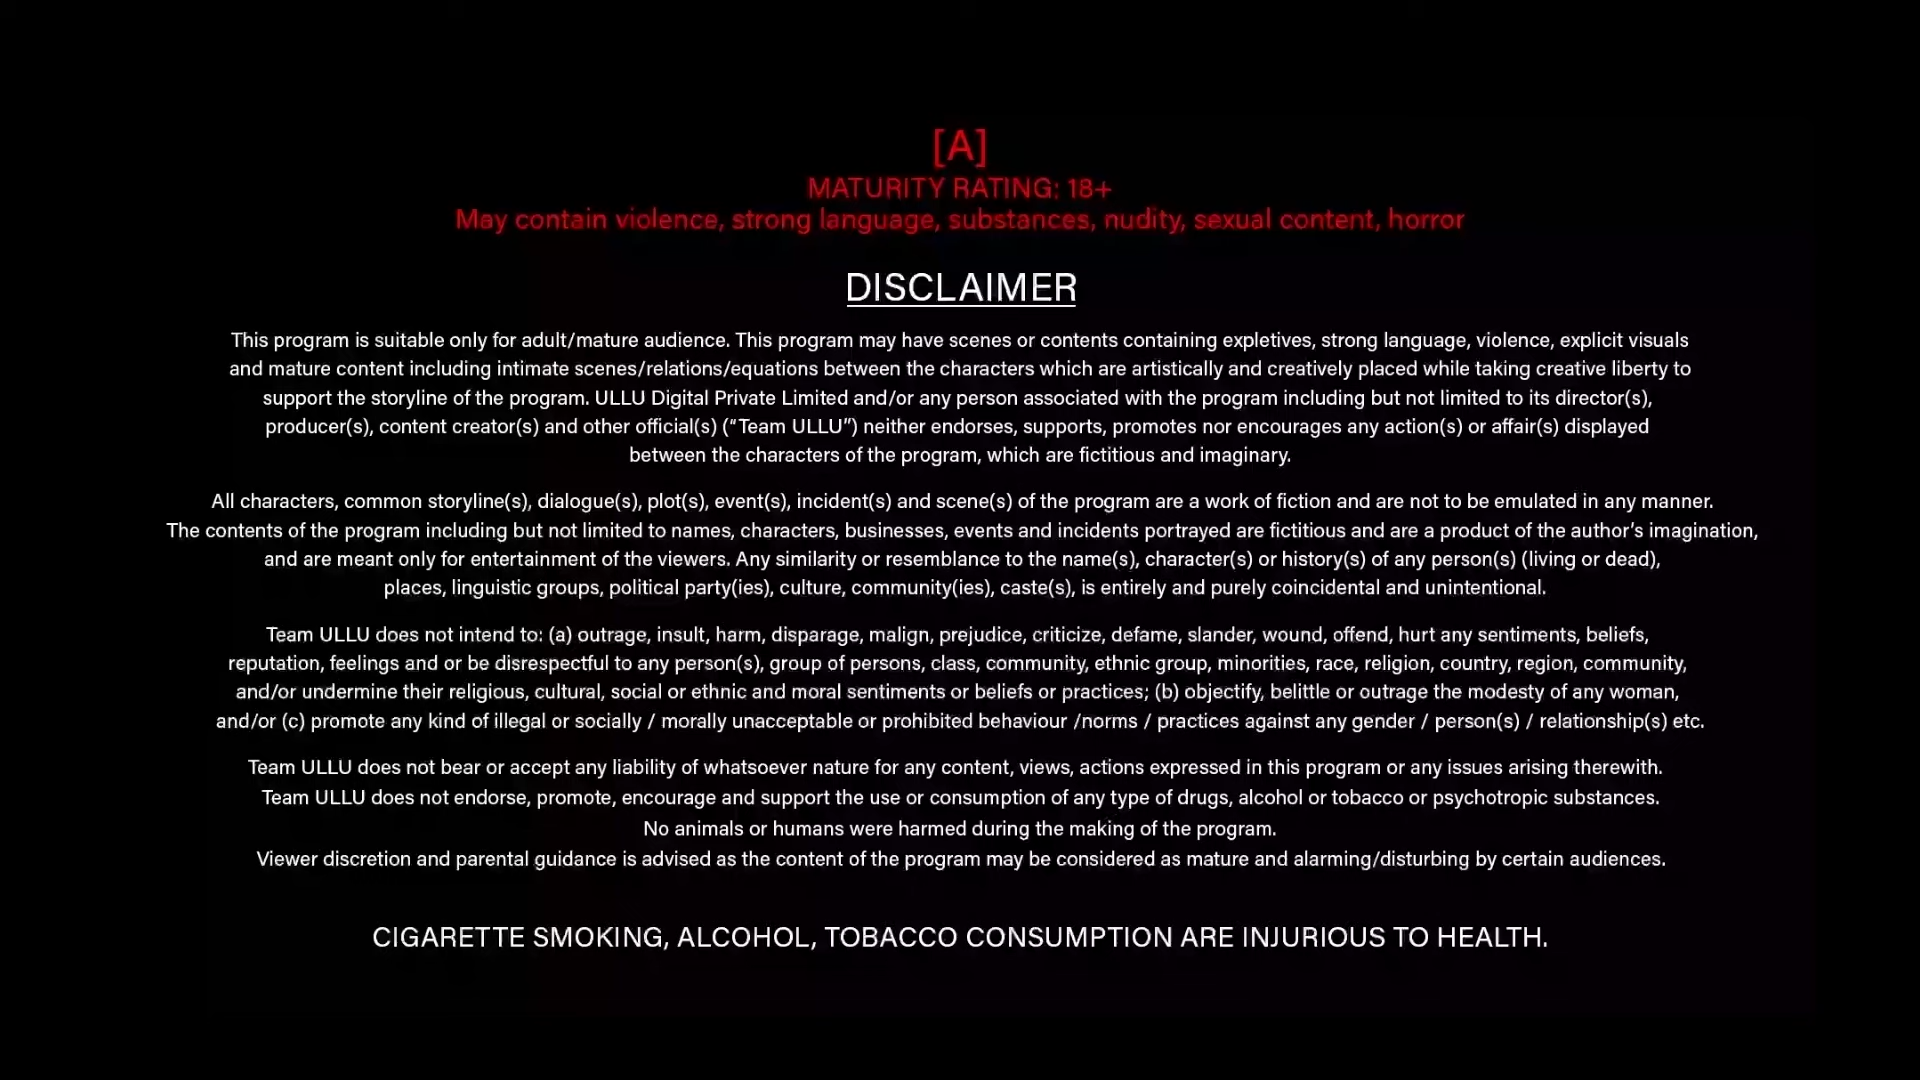 [A]
MATURITY RATING: 18+
May contain violence, strong language, substances, nudity, sexual content, horror
DISCLAIMER
This program is suitable only for adult/mature audience. This program may have scenes or contents containing expletives, strong language, violence, explicit visuals
and mature content including intimate scenes/relations/equations between the characters which are artistically and creatively placed while taking creative liberty to
support the storyline of the program. ULLU Digital Private Limited and/or any person associated with the program including but not limited to its director(s),
producer(s), content creator(s) and other official(s) (“Team ULLU”) neither endorses, supports, promotes nor encourages any action(s) or affair(s) displayed
between the characters of the program, which are fictitious and imaginary.
All characters, common storyline(s), dialogue(s), plot(s), event(s), incident(s) and scene(s) of the program are a work of fiction and are not to be emulated in any manner.
The contents of the program including but not limited to names, characters, businesses, events and incidents portrayed are fictitious and are a product of the author’s imagination,
and are meant only for entertainment of the viewers. Any similarity or resemblance to the name(s), character(s) or history(s) of any person(s) (living or dead),
places, linguistic groups, political party(ies), culture, community(ies), caste(s), is entirely and purely coincidental and unintentional.
Team ULLU does not intend to: (a) outrage, insult, harm, disparage, malign, prejudice, criticize, defame, slander, wound, offend, hurt any sentiments, beliefs,
reputation, feelings and or be disrespectful to any person(s), group of persons, class, community, ethnic group, minorities, race, religion, country, region, community,
and/or undermine their religious, cultural, social or ethnic and moral sentiments or beliefs or practices; (b) objectify, belittle or outrage the modesty of any woman,
and/or (c) promote any kind of illegal or socially / morally unacceptable or prohibited behaviour /norms / practices against any gender / person(s) / relationship(s) etc.
Team ULLU does not bear or accept any liability of whatsoever nature for any content, views, actions expressed in this program or any issues arising therewith.
Team ULLU does not endorse, promote, encourage and support the use or consumption of any type of drugs, alcohol or tobacco or psychotropic substances.
No animals or humans were harmed during the making of the program.
Viewer discretion and parental guidance is advised as the content of the program may be considered as mature and alarming/disturbing by certain audiences.
CIGARETTE SMOKING, ALCOHOL, TOBACCO CONSUMPTION ARE INJURIOUS TO HEALTH.